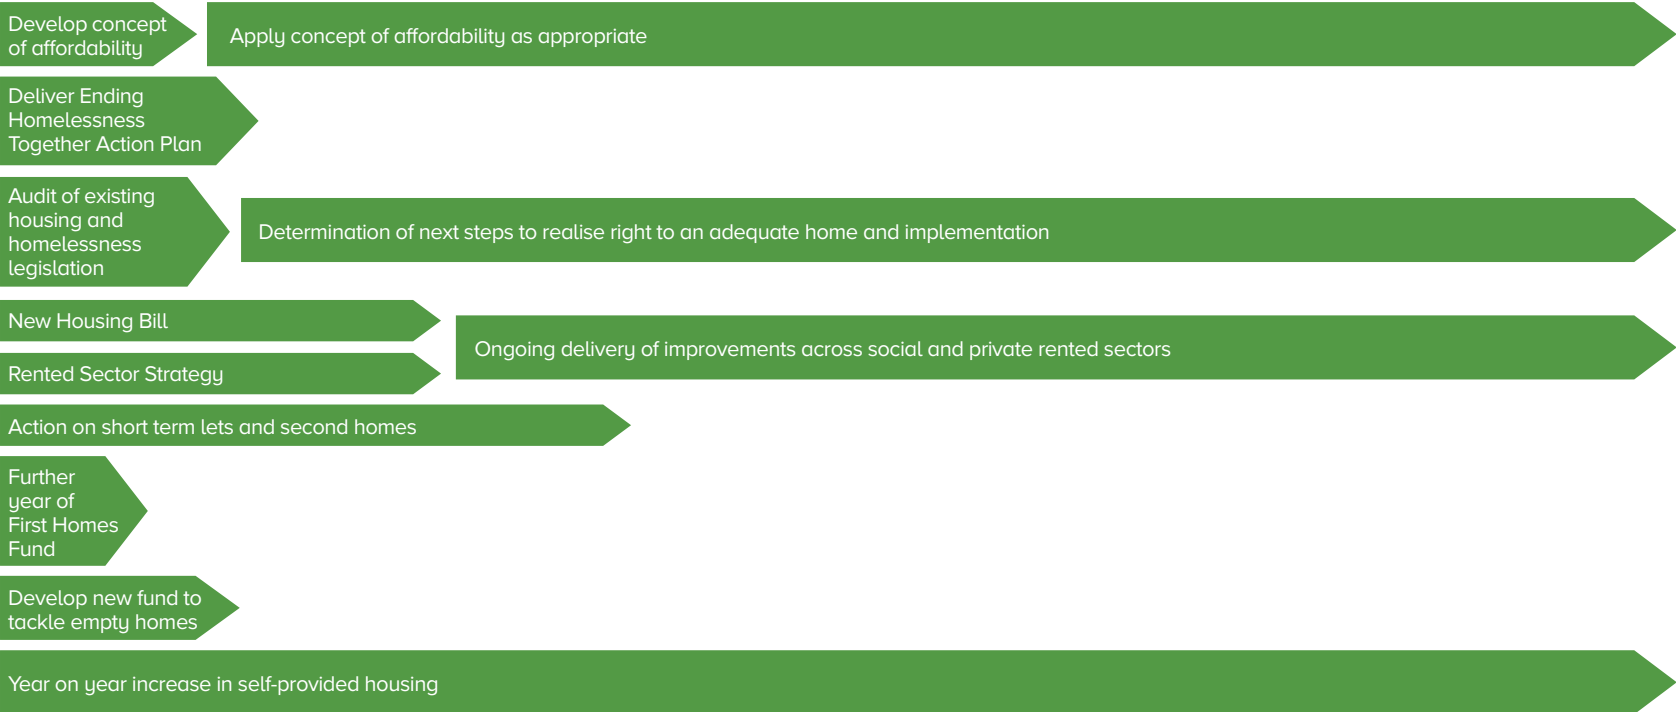 Develop concept
of affordability
Apply concept of affordability as appropriate
Deliver Ending
Homelessness
Together Action Plan
Audit of existing
housing and
homelessness
legislation
Determination of next steps to realise right to an adequate home and implementation
New Housing Bill
Rented Sector Strategy
Ongoing delivery of improvements across social and private rented sectors
Action on short term lets and second homes
Further
year of
First Homes
Fund
Develop new fund to
tackle empty homes
Year on year increase in self-provided housing